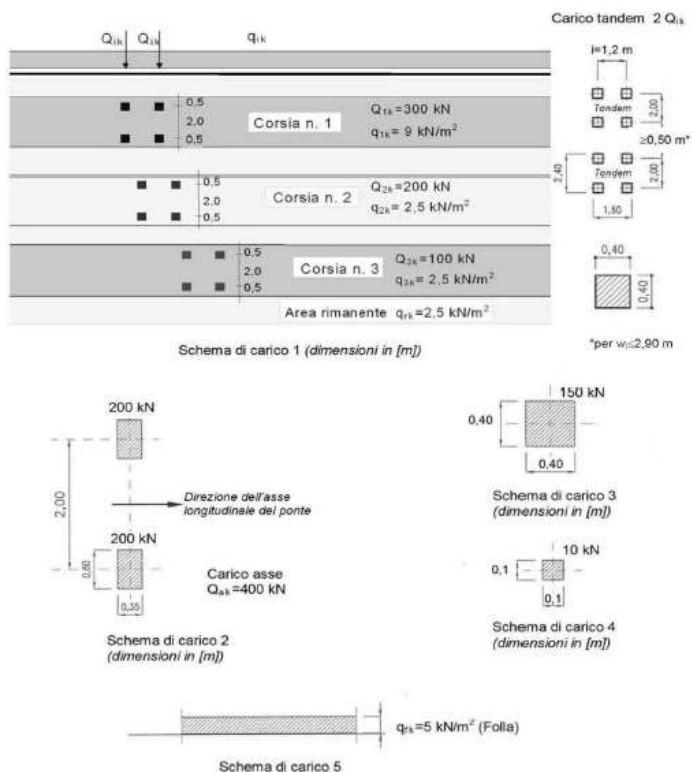 Carico tandem 2 Qik
Qik Qik qik
l=1,2 m
0,5
2.0
0,5
Corsia n. 1
Q1k=300 kN
q1k= 9 kN/m²
Tandem
2,00
≥0,50 m*
0,5
2.0
0,5
Corsia n. 2
Q2k=200 kN
q2k= 2,5 kN/m²
2,40
Tandem
2,00
1,60
0,5
2.0
0,5
Corsia n. 3
Q3k=100 kN
q3k= 2,5 kN/m²
0,40
0,40
Area rimanente qrk=2,5 kN/m²
Schema di carico 1 (dimensioni in [m])
*per wl≤2,90 m
200 kN
2,00
Direzione dell'asse
longitudinale del ponte
200 kN
0,60
0,35
Carico asse
Qak=400 kN
Schema di carico 2
(dimensioni in [m])
150 kN
0,40
0,40
Schema di carico 3
(dimensioni in [m])
10 kN
0,1
0,1
Schema di carico 4
(dimensioni in [m])
qfk=5 kN/m² (Folla)
Schema di carico 5